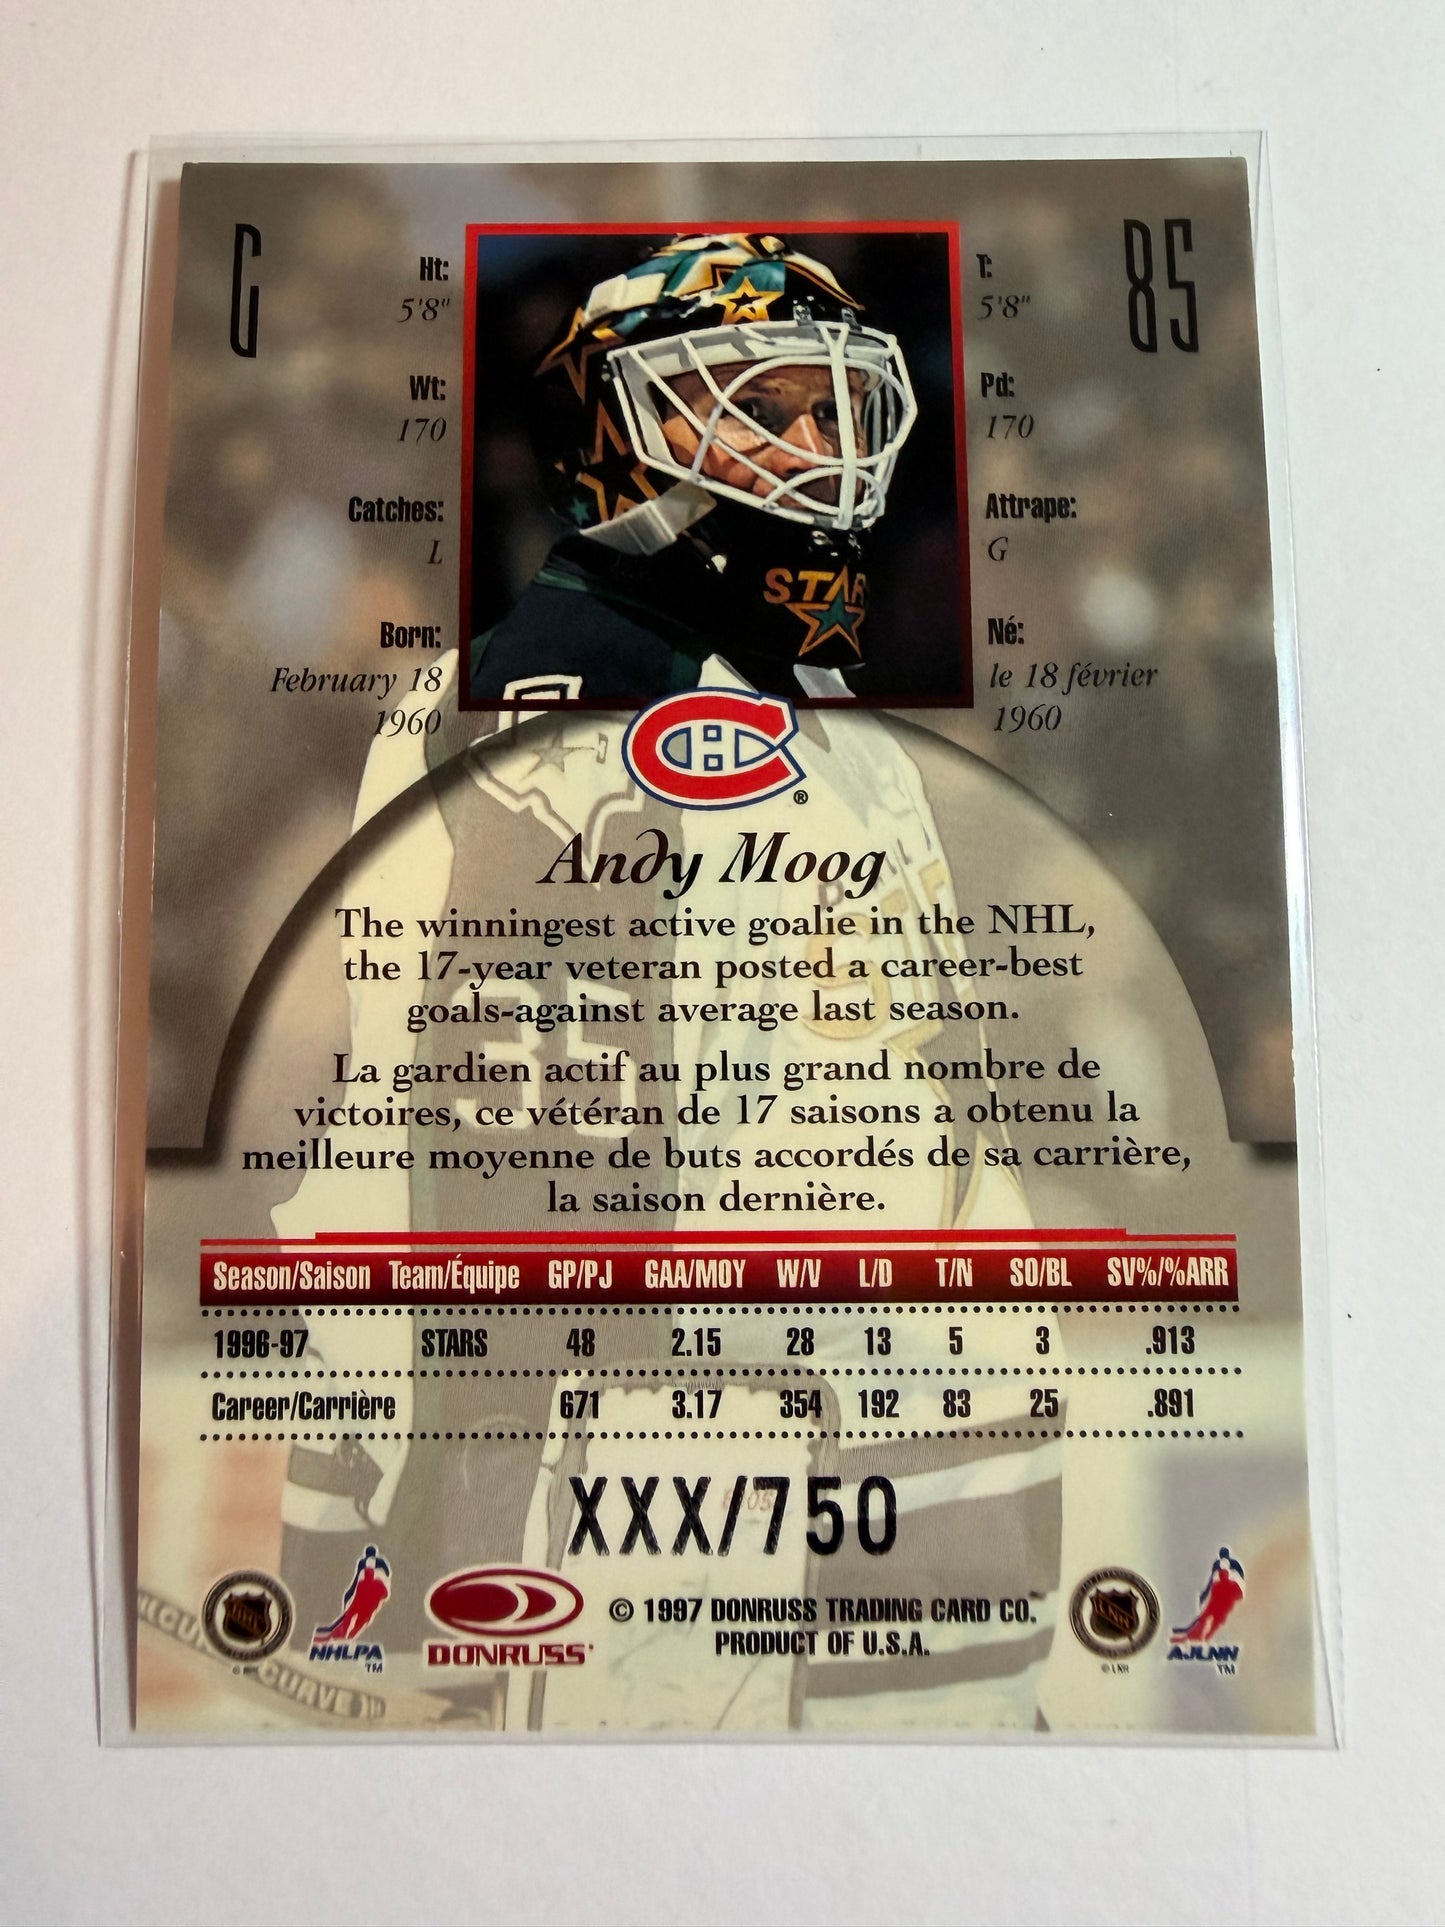 G
85
Ht:
5'8"
Wt:
170
Catches:
L
Born:
February 18
1960
T:
5'8"
Pd:
170
Attrape:
G
Né:
le 18 février
1960
STAR
®
Andy Moog
The winningest active goalie in the NHL,
the 17-year veteran posted a career-best
goals-against average last season.
La gardien actif au plus grand nombre de
victoires, ce vétéran de 17 saisons a obtenu la
meilleure moyenne de buts accordés de sa carrière,
la saison dernière.
Season/Saison Team/Équipe GP/PJ GAA/MOY W/V L/D T/N SO/BL SV%/%ARR
1996-97 STARS 48 2.15 28 13 5 3 .913
Career/Carrière 671 3.17 354 192 83 25 .891
XXX/750
NHLPA
TM
DONRUSS
© 1997 DONRUSS TRADING CARD CO.
PRODUCT OF U.S.A.
© LNH
AJLNH
TM
CURVE
35